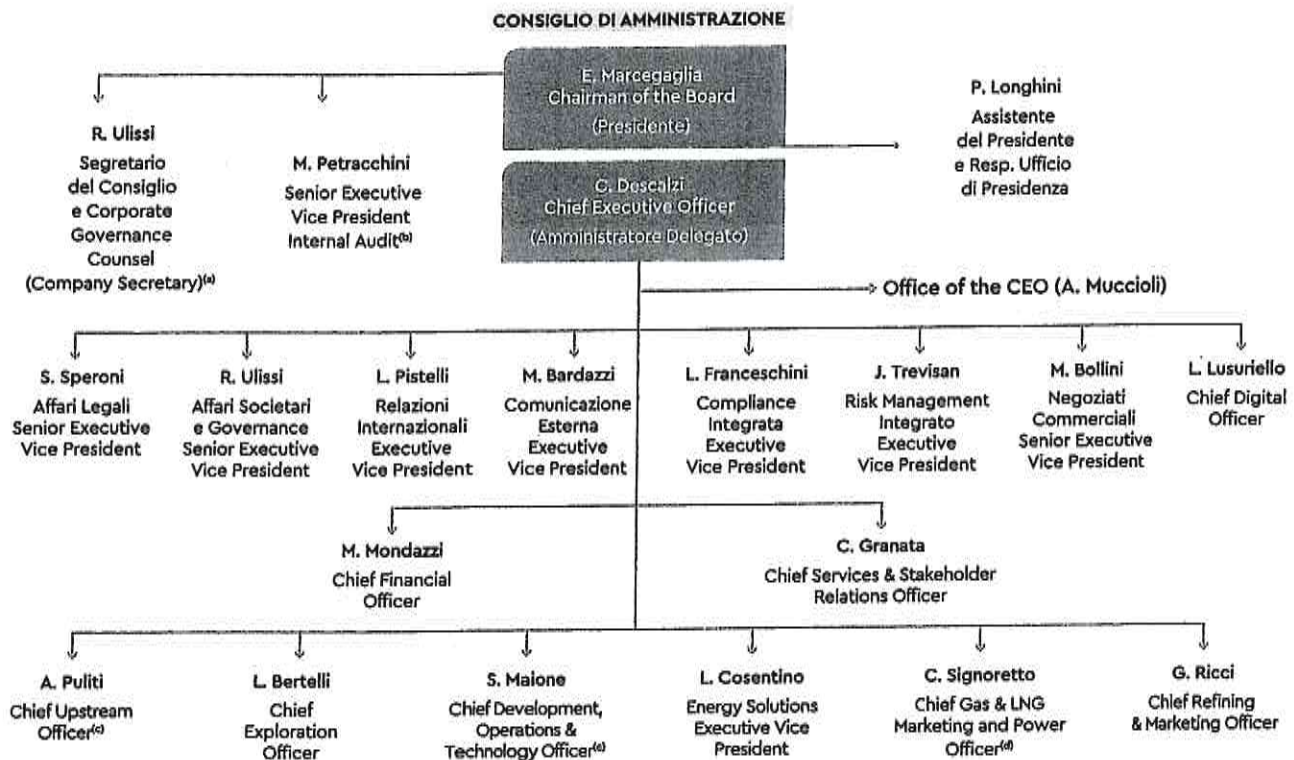 CONSIGLIO DI AMMINISTRAZIONE
E. Marcegaglia
Chairman of the Board
(Presidente)
P. Longhini
Assistente
del Presidente
e Resp. Ufficio
di Presidenza
R. Ulissi
Segretario
del Consiglio
e Corporate
Governance
Counsel
(Company Secretary)(a)
M. Petracchini
Senior Executive
Vice President
Internal Audit(b)
C. Descalzi
Chief Executive Officer
(Amministratore Delegato)
Office of the CEO (A. Muccioli)
S. Speroni
Affari Legali
Senior Executive
Vice President
R. Ulissi
Affari Societari
e Governance
Senior Executive
Vice President
L. Pistelli
Relazioni
Internazionali
Executive
Vice President
M. Bardazzi
Comunicazione
Esterna
Executive
Vice President
L. Franceschini
Compliance
Integrata
Executive
Vice President
J. Trevisan
Risk Management
Integrato
Executive
Vice President
M. Bollini
Negoziati
Commerciali
Senior Executive
Vice President
L. Lusuriello
Chief Digital
Officer
M. Mondazzi
Chief Financial
Officer
C. Granata
Chief Services & Stakeholder
Relations Officer
A. Puliti
Chief Upstream
Officer(c)
L. Bertelli
Chief
Exploration
Officer
S. Maione
Chief Development,
Operations &
Technology Officer(c)
L. Cosentino
Energy Solutions
Executive Vice
President
C. Signoretto
Chief Gas & LNG
Marketing and Power
Officer(d)
G. Ricci
Chief Refining
& Marketing Officer